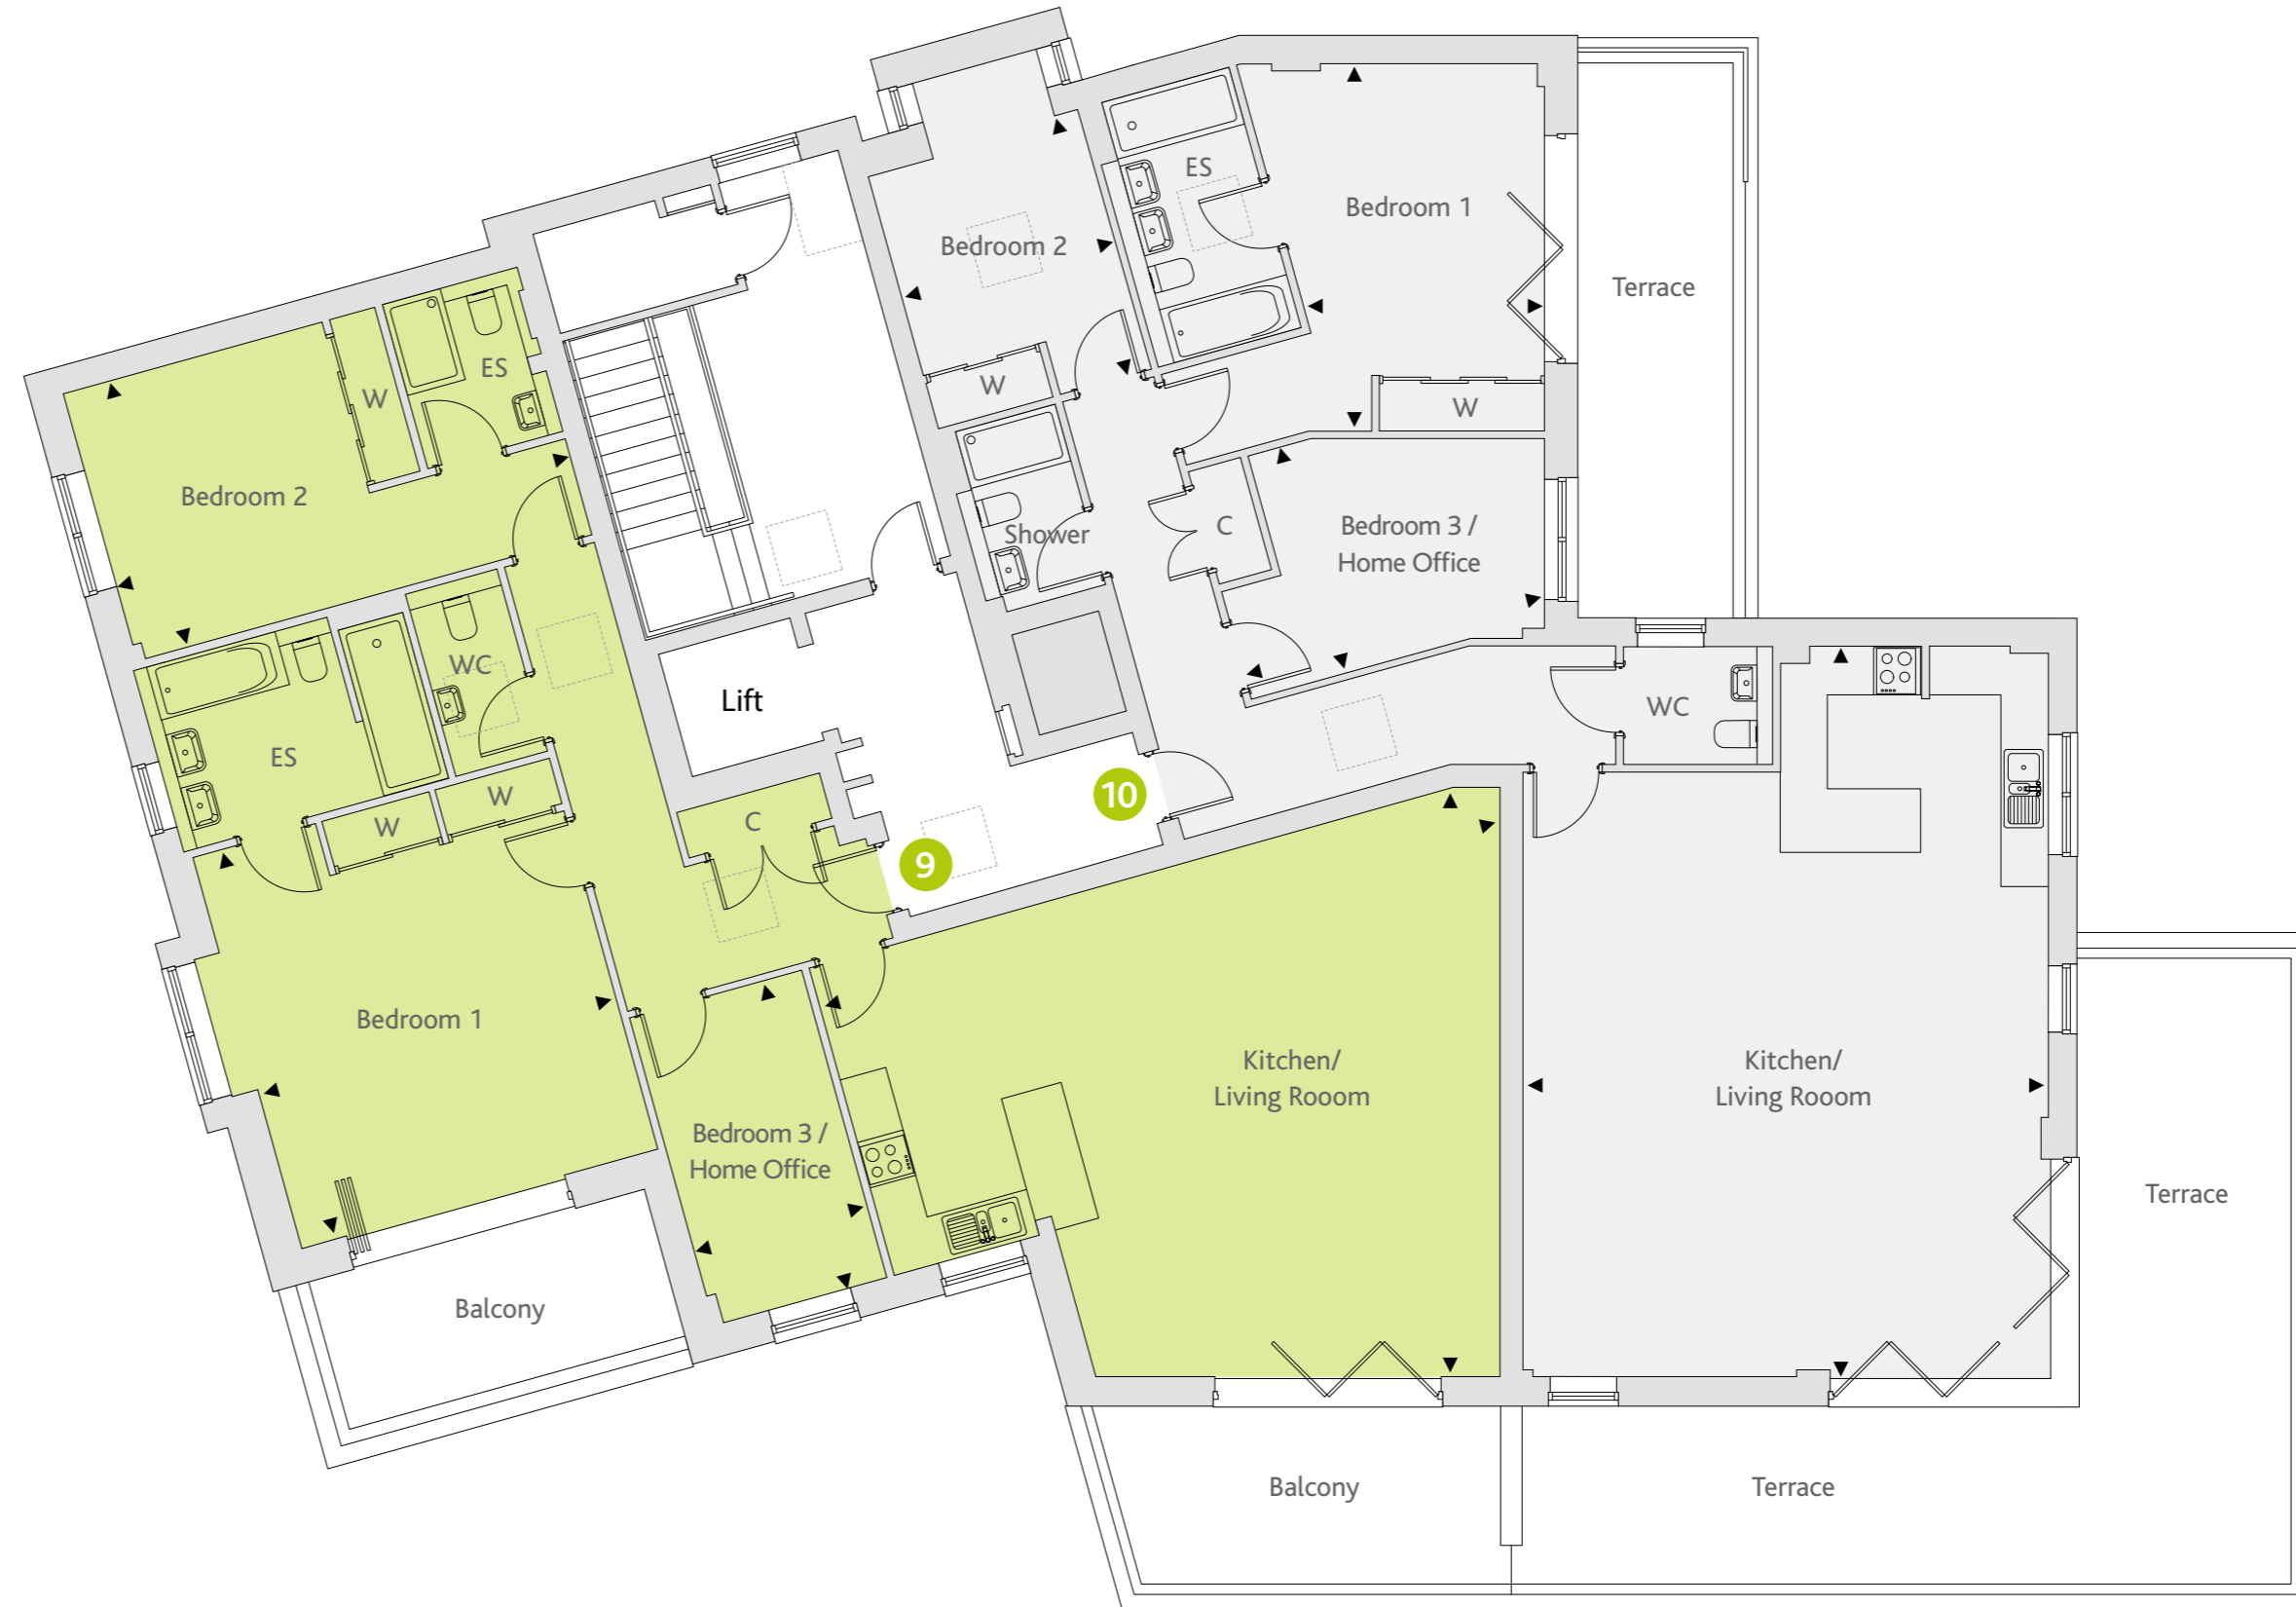 ES
Bedroom 1
Bedroom 2
Terrace
ES
W
W
W
Bedroom 2
Shower
C
Bedroom 3 /
Home Office
WC
Lift
WC
ES
W
W
C
10
9
Bedroom 1
Kitchen/
Living Rooom
Kitchen/
Living Rooom
Bedroom 3 /
Home Office
Terrace
Balcony
Balcony
Terrace